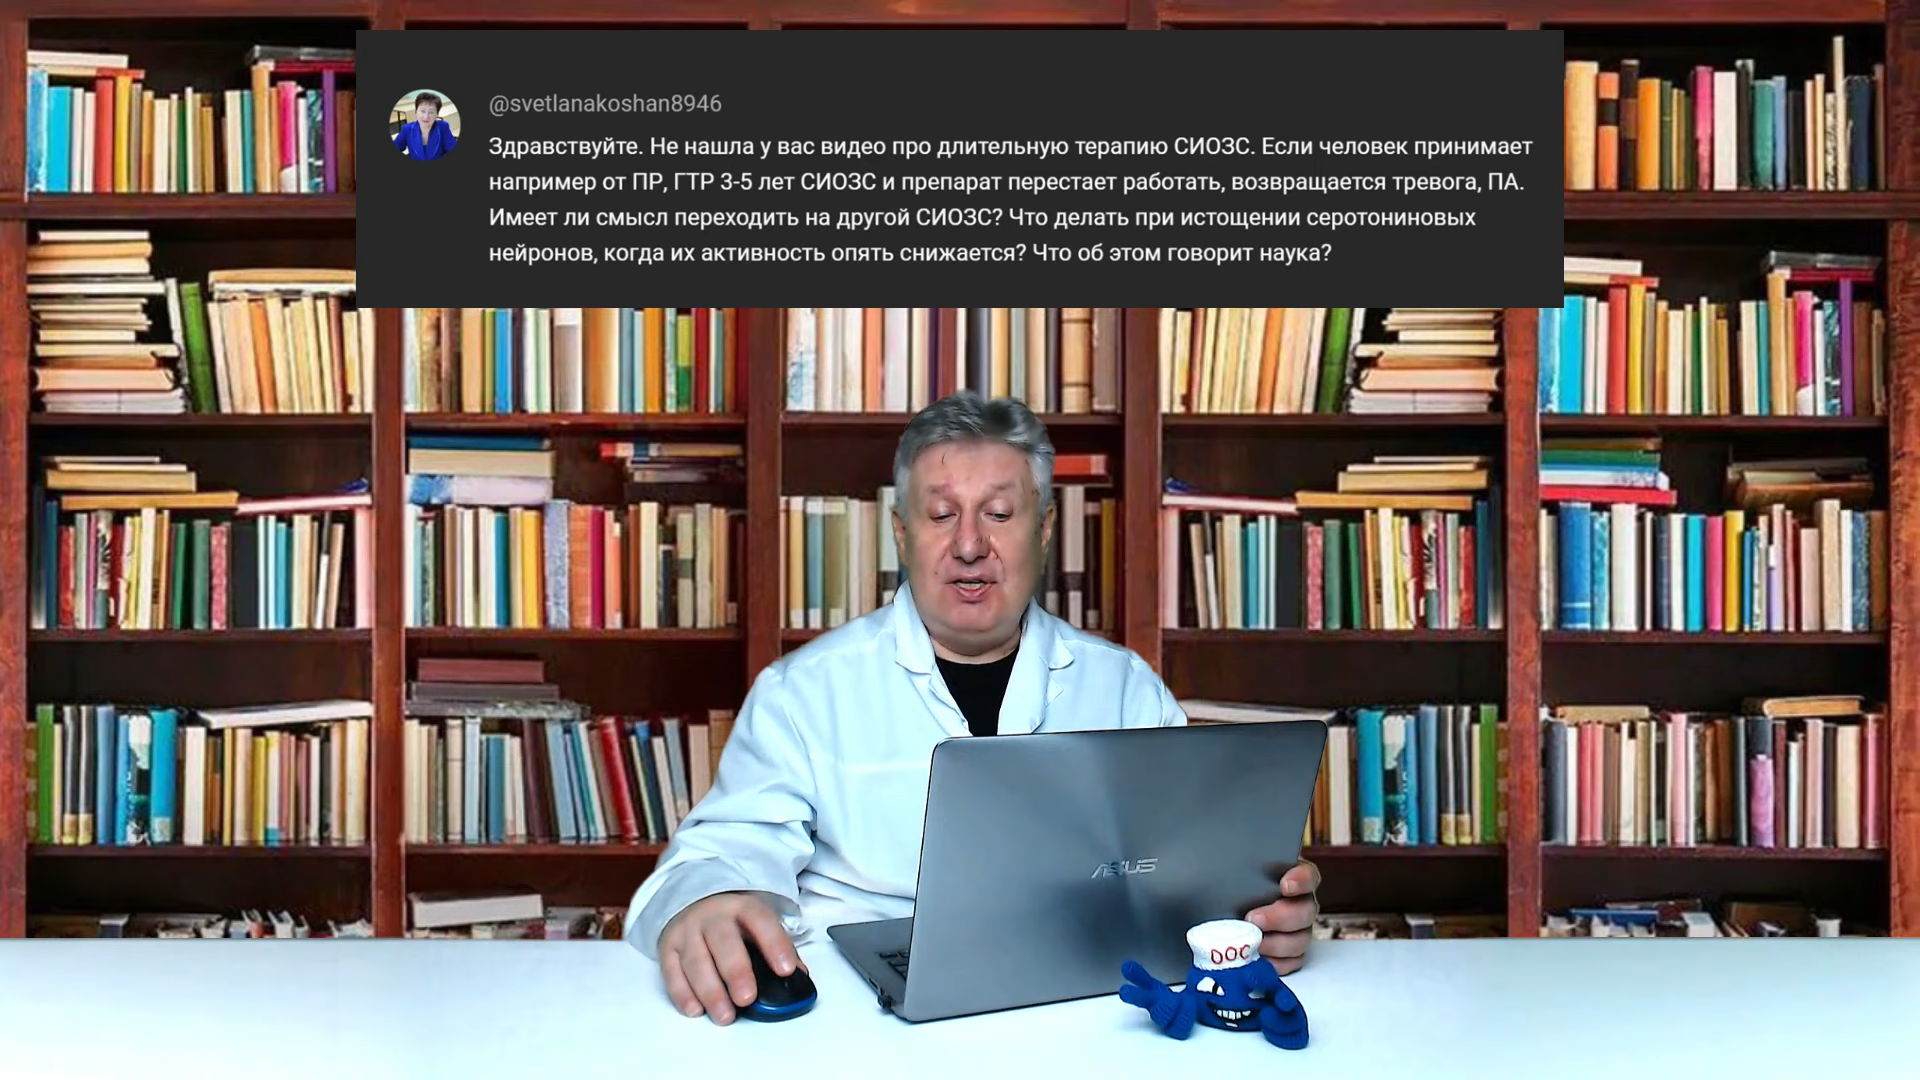 @svetlanakoshan8946
Здравствуйте. Не нашла у вас видео про длительную терапию СИОЗС. Если человек принимает
например от ПР, ГТР 3-5 лет СИОЗС и препарат перестает работать, возвращается тревога, ПА.
Имеет ли смысл переходить на другой СИОЗС? Что делать при истощении серотониновых
нейронов, когда их активность опять снижается? Что об этом говорит наука?
ASUS
DOC